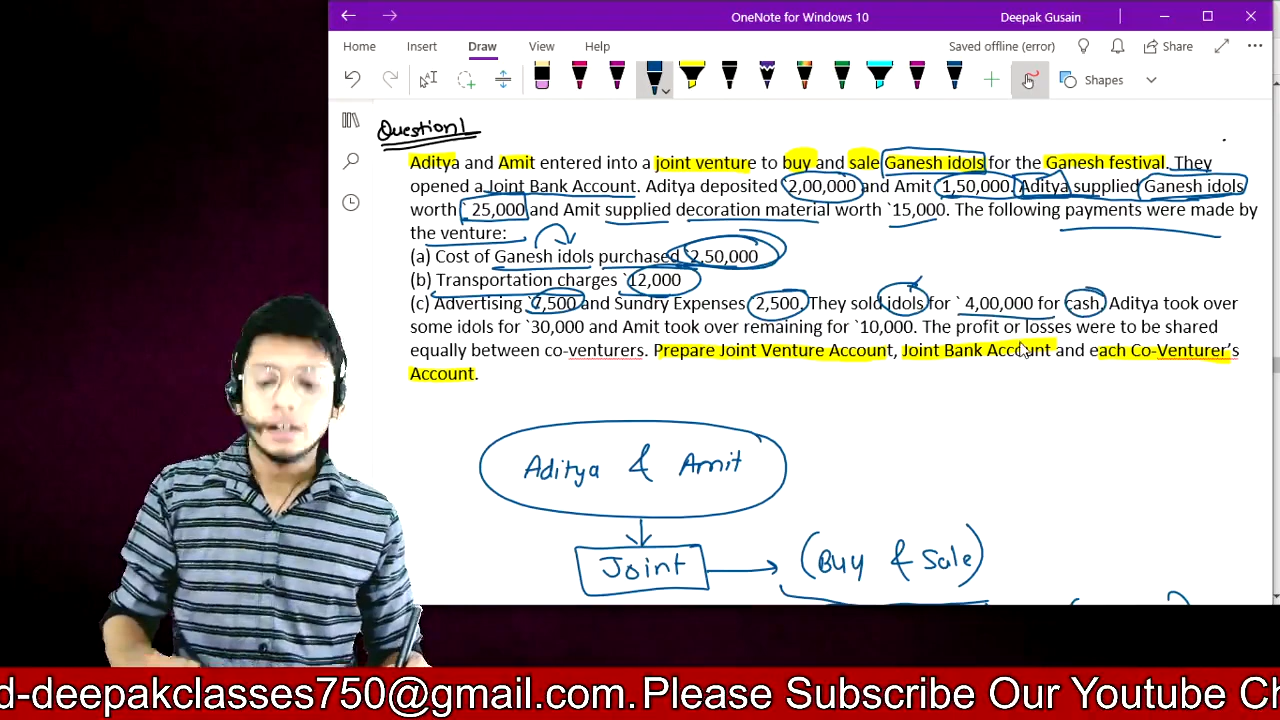 OneNote for Windows 10
Deepak Gusain
Home Insert Draw View Help
Saved offline (error)
Share
Shapes
Question1
Aditya and Amit entered into a joint venture to buy and sale Ganesh idols for the Ganesh festival. They
opened a Joint Bank Account. Aditya deposited 2,00,000 and Amit 1,50,000. Aditya supplied Ganesh idols
worth ` 25,000 and Amit supplied decoration material worth `15,000. The following payments were made by
the venture:
(a) Cost of Ganesh idols purchased `2,50,000
(b) Transportation charges `12,000
(c) Advertising `7,500 and Sundry Expenses `2,500. They sold idols for ` 4,00,000 for cash. Aditya took over
some idols for `30,000 and Amit took over remaining for `10,000. The profit or losses were to be shared
equally between co-venturers. Prepare Joint Venture Account, Joint Bank Account and each Co-Venturer's
Account.
Aditya & Amit
Joint
(Buy & Sale)
d-deepakclasses750@gmail.com.Please Subscribe Our Youtube Ch